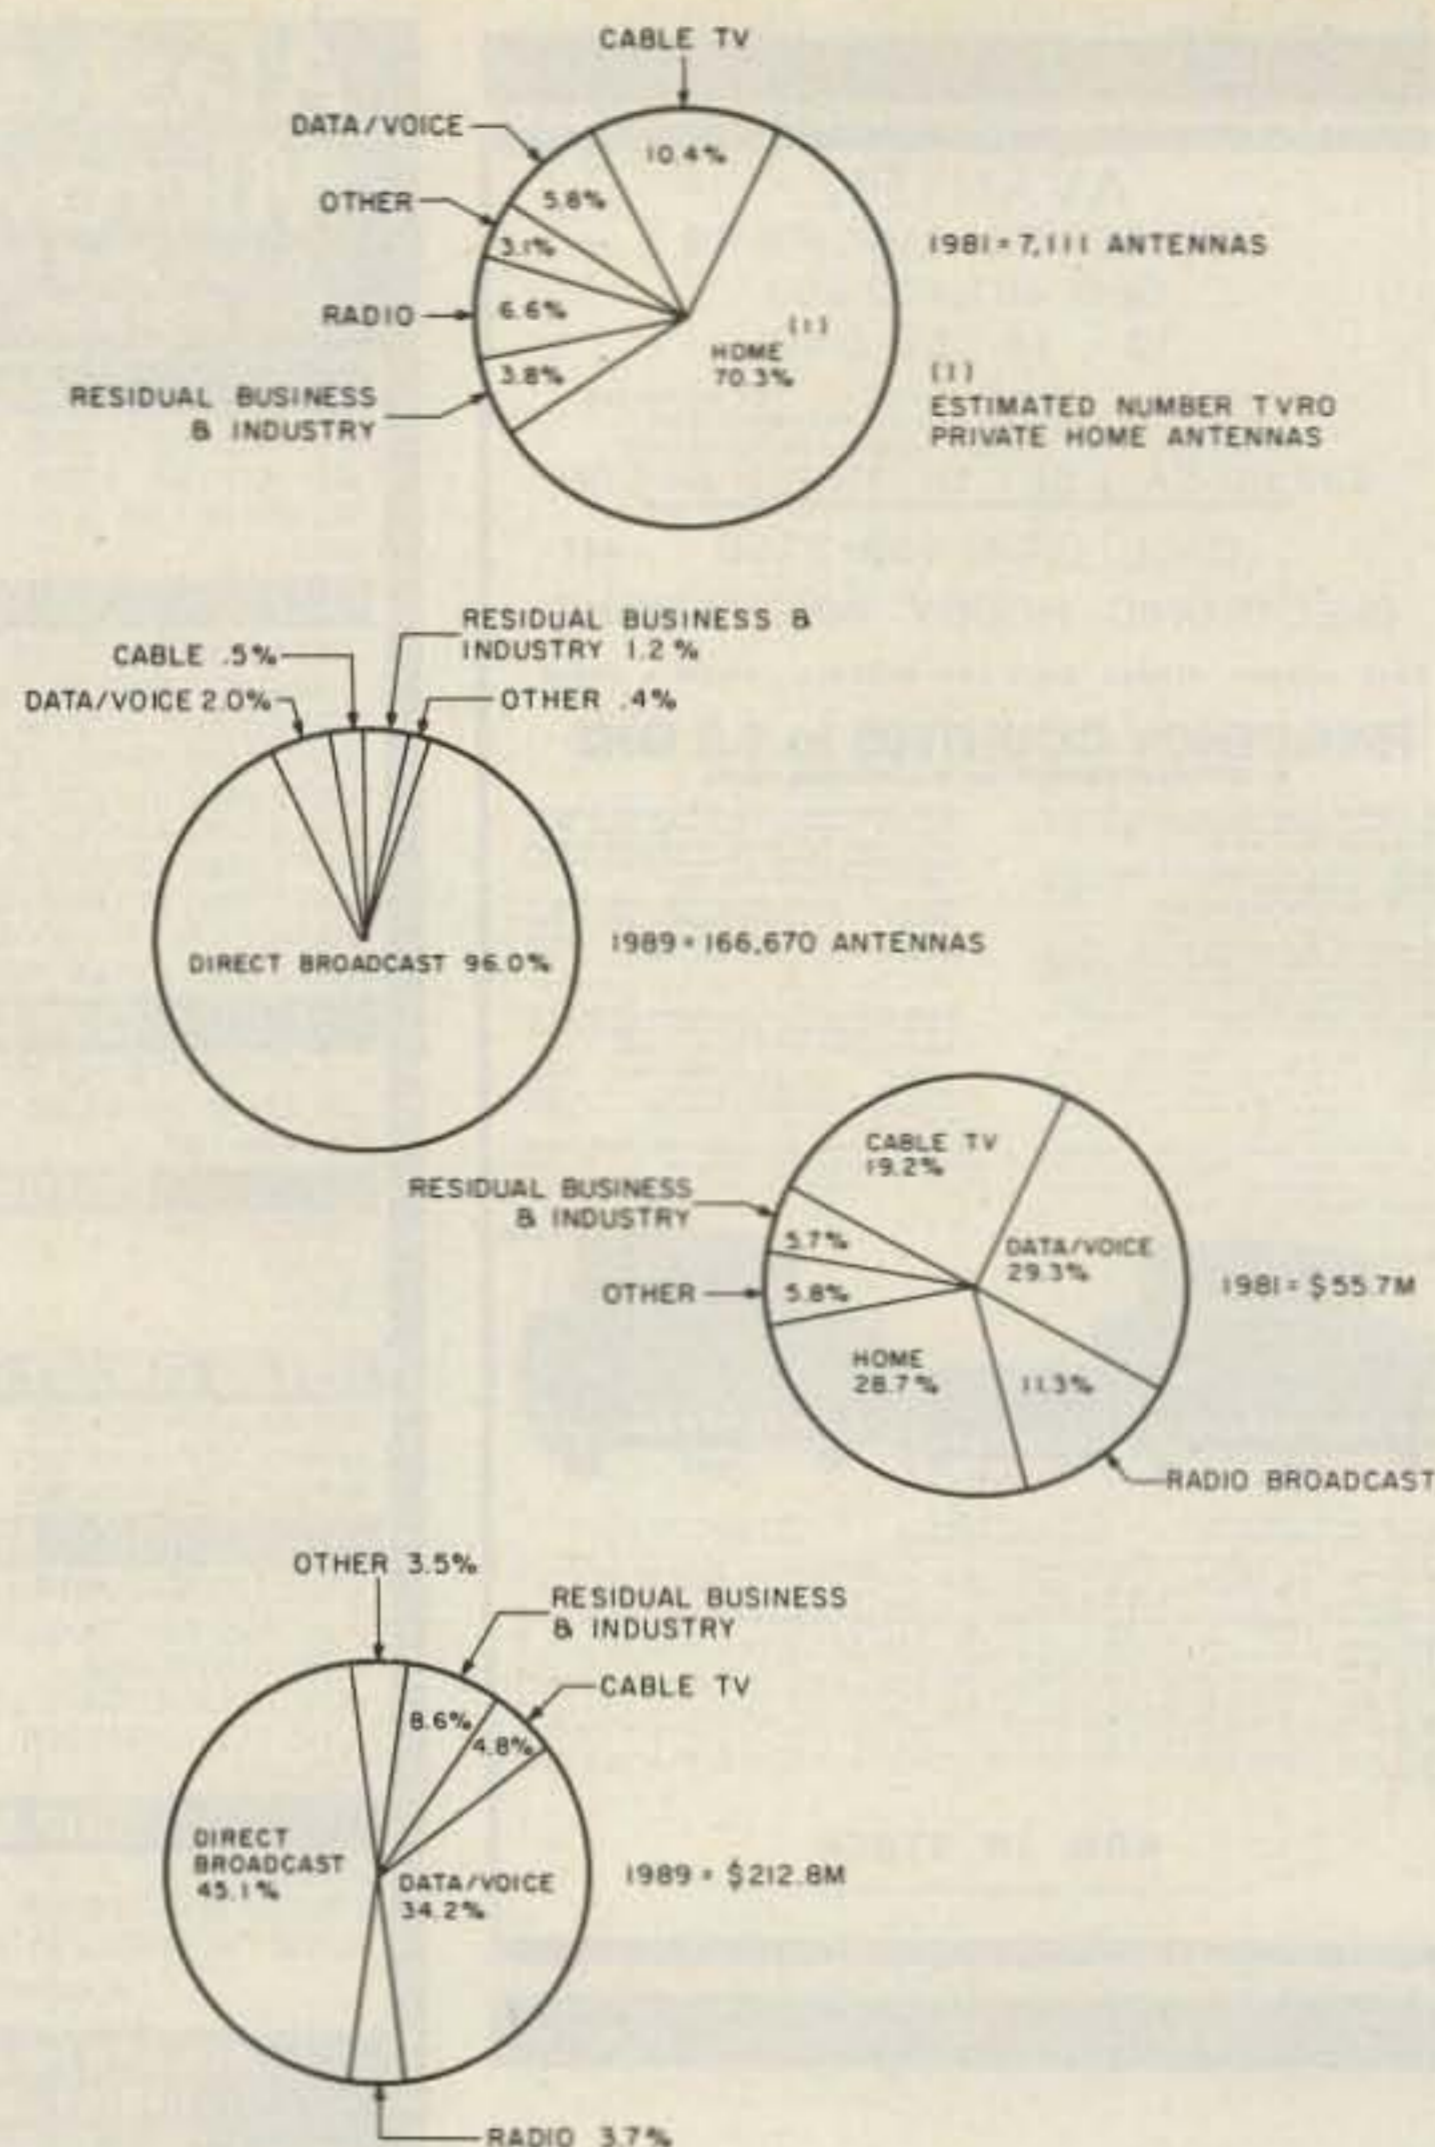 CABLE TV
DATA/VOICE
10.4%
5.8%
OTHER
3.1%
1981 = 7,111 ANTENNAS
RADIO
6.6%
(1)
HOME
70.3%
3.8%
RESIDUAL BUSINESS
& INDUSTRY
(1)
ESTIMATED NUMBER TVRO
PRIVATE HOME ANTENNAS
RESIDUAL BUSINESS &
INDUSTRY 1.2%
CABLE .5%
DATA/VOICE 2.0%
OTHER .4%
DIRECT BROADCAST 96.0%
1989 = 166,670 ANTENNAS
CABLE TV
19.2%
RESIDUAL BUSINESS
& INDUSTRY
5.7%
DATA/VOICE
29.3%
OTHER
5.8%
1981 = $55.7M
HOME
28.7%
11.3%
RADIO BROADCAST
OTHER 3.5%
RESIDUAL BUSINESS
& INDUSTRY
CABLE TV
8.6%
4.8%
DIRECT
BROADCAST
45.1%
DATA/VOICE
34.2%
1989 = $212.8M
RADIO 3.7%